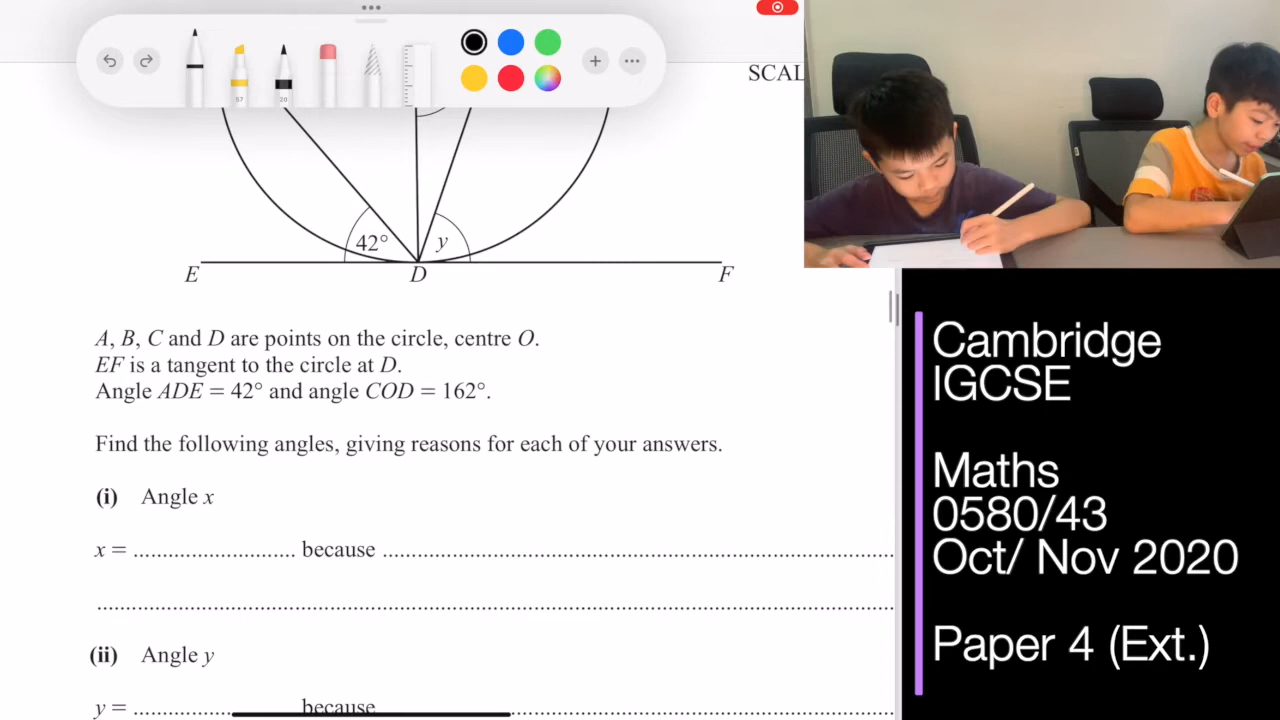 SCAL
57
20
42°
y
E
D
F
A, B, C and D are points on the circle, centre O.
EF is a tangent to the circle at D.
Angle ADE = 42° and angle COD = 162°.
Find the following angles, giving reasons for each of your answers.
(i) Angle x
x = ............................ because ........................................................................................
................................................................................................................................
(ii) Angle y
y = ............................ because ........................................................................................
Cambridge
IGCSE
Maths
0580/43
Oct/ Nov 2020
Paper 4 (Ext.)